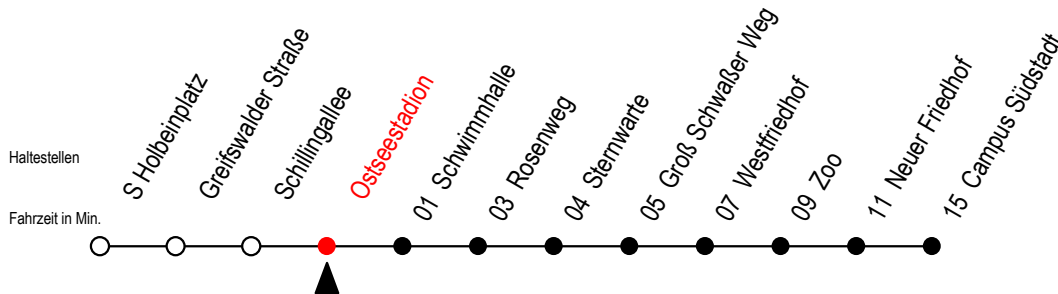 Haltestellen
Fahrzeit in Min.
S Holbeinplatz
Greifswalder Straße
Schillingallee
Ostseestadion
01 Schwimmhalle
03 Rosenweg
04 Sternwarte
05 Groß Schwaßer Weg
07 Westfriedhof
09 Zoo
11 Neuer Friedhof
15 Campus Südstadt